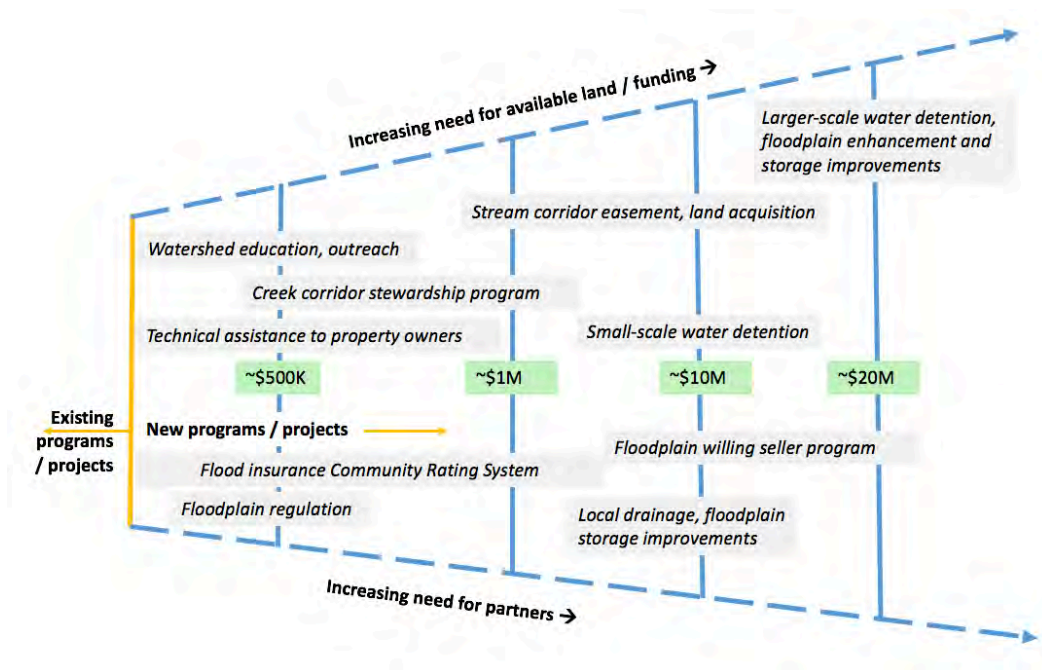 Increasing need for available land / funding →
Larger-scale water detention,
floodplain enhancement and
storage improvements
Stream corridor easement, land acquisition
Watershed education, outreach
Creek corridor stewardship program
Technical assistance to property owners
Small-scale water detention
~$500K
~$1M
~$10M
~$20M
Existing
programs
/ projects
New programs / projects
Floodplain willing seller program
Flood insurance Community Rating System
Floodplain regulation
Local drainage, floodplain
storage improvements
Increasing need for partners →